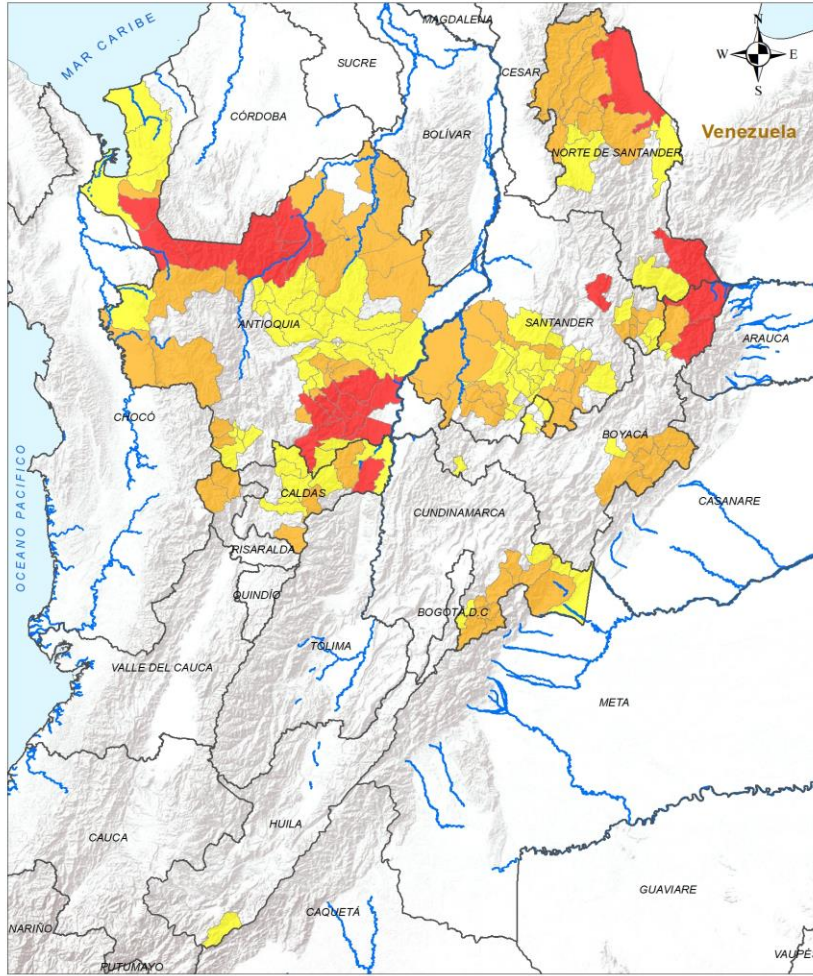 MAGDALENA
N
MAR CARIBE
SUCRE
CESAR
W
E
S
CÓRDOBA
BOLÍVAR
Venezuela
NORTE DE SANTANDER
ANTIOQUIA
SANTANDER
ARAUCA
CHOCÓ
BOYACÁ
OCEANO PACIFICO
CALDAS
CASANARE
CUNDINAMARCA
RISARALDA
QUINDÍO
BOGOTÁ, D.C
TOLIMA
VALLE DEL CAUCA
META
HUILA
CAUCA
GUAVIARE
CAQUETÁ
NARIÑO
PUTUMAYO
VAUPÉS